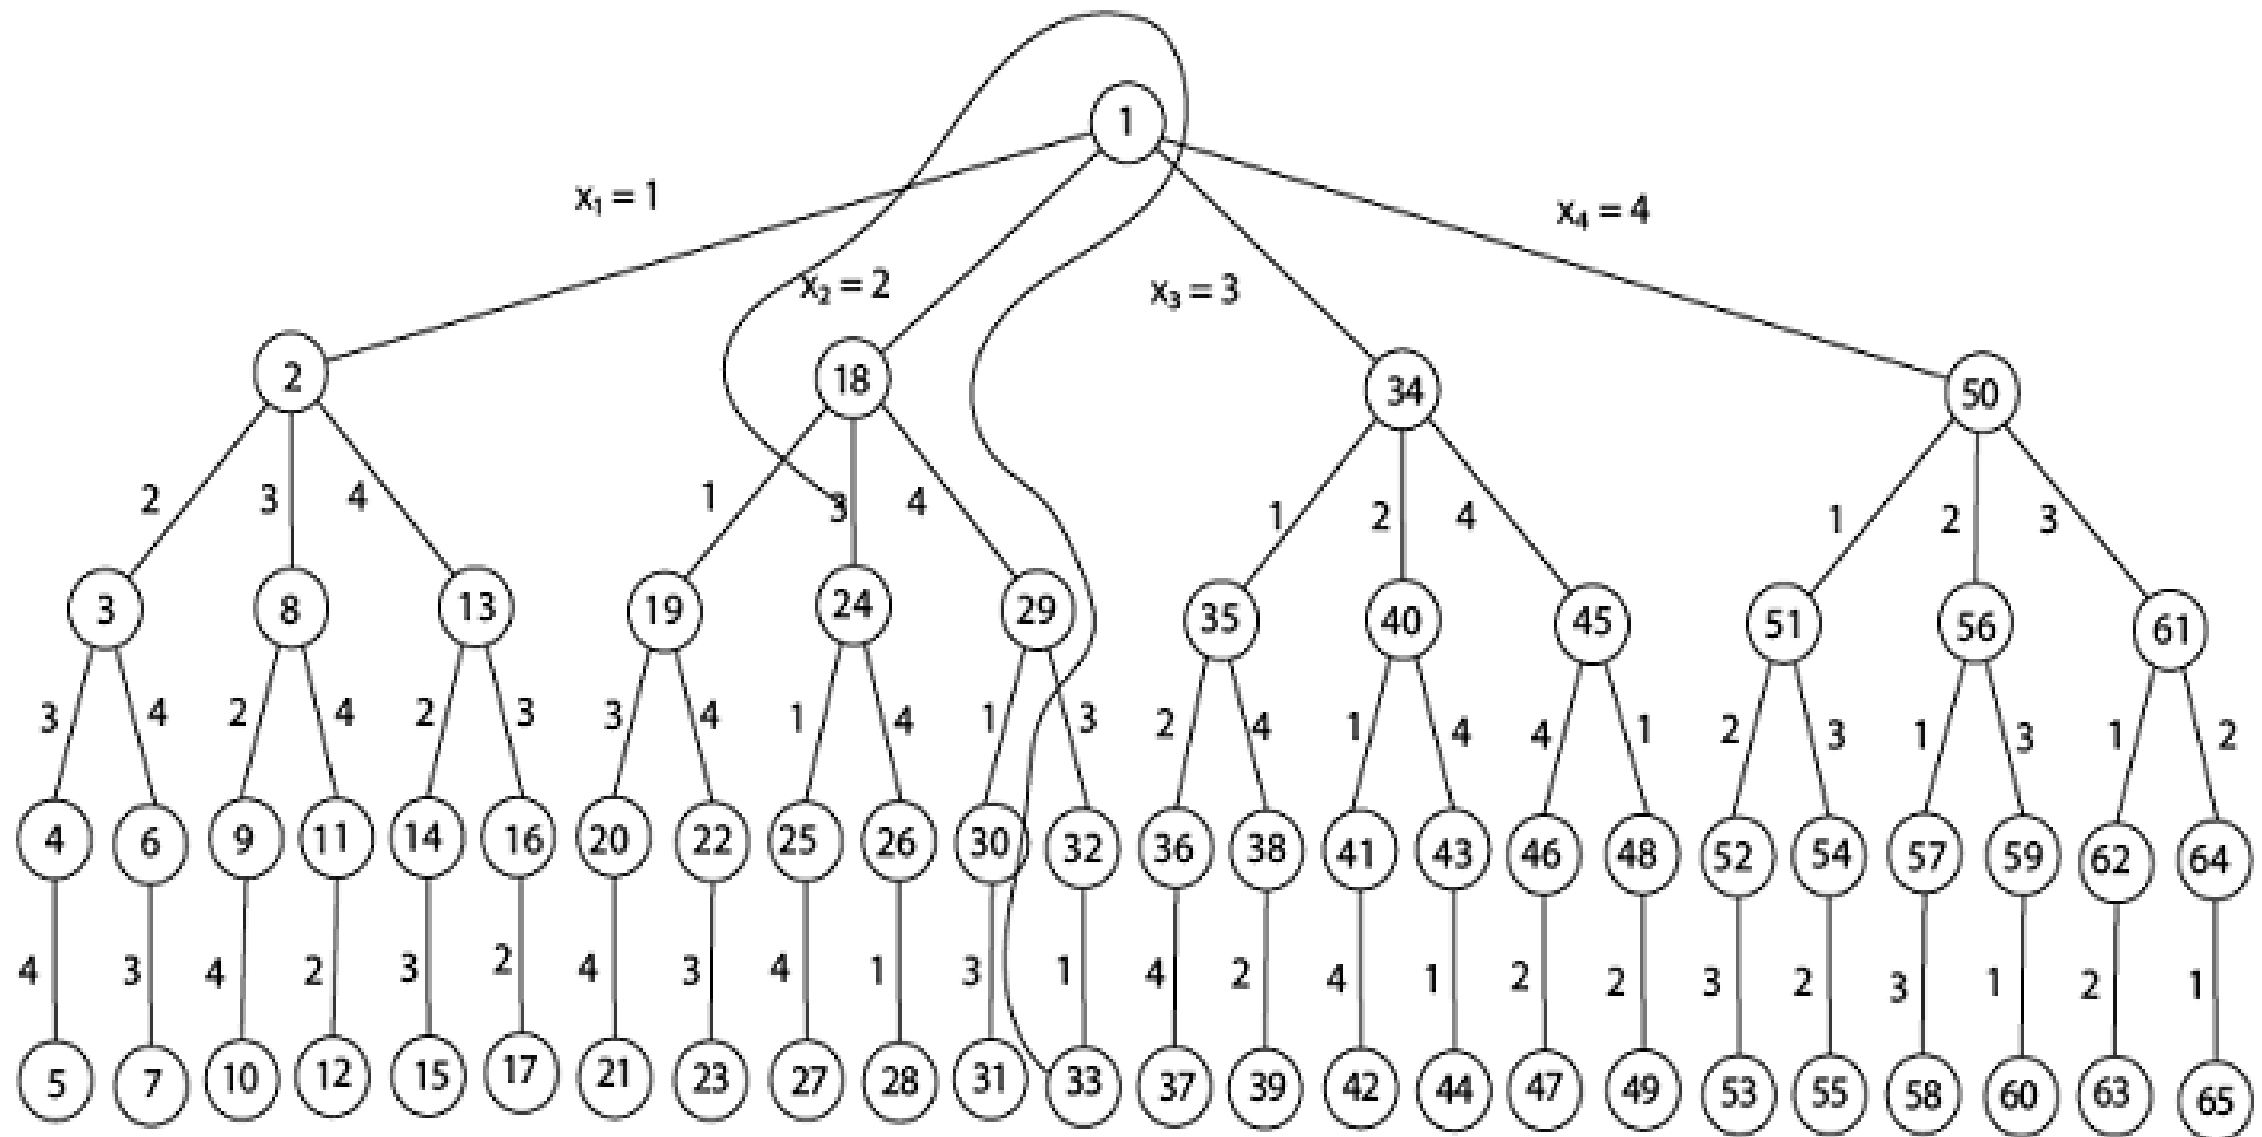 1
x₁ = 1
x₄ = 4
x₂ = 2
x₃ = 3
2 18 34 50
2 3 4 1 3 4 1 2 4 1 2 3
3 8 13 19 24 29 35 40 45 51 56 61
3 4 2 4 2 3 3 4 1 4 1 3 2 4 1 4 4 1 2 3 1 3 1 2
4 6 9 11 14 16 20 22 25 26 30 32 36 38 41 43 46 48 52 54 57 59 62 64
4 3 4 2 3 2 4 3 4 1 3 1 4 2 4 1 2 2 3 2 3 1 2 1
5 7 10 12 15 17 21 23 27 28 31 33 37 39 42 44 47 49 53 55 58 60 63 65